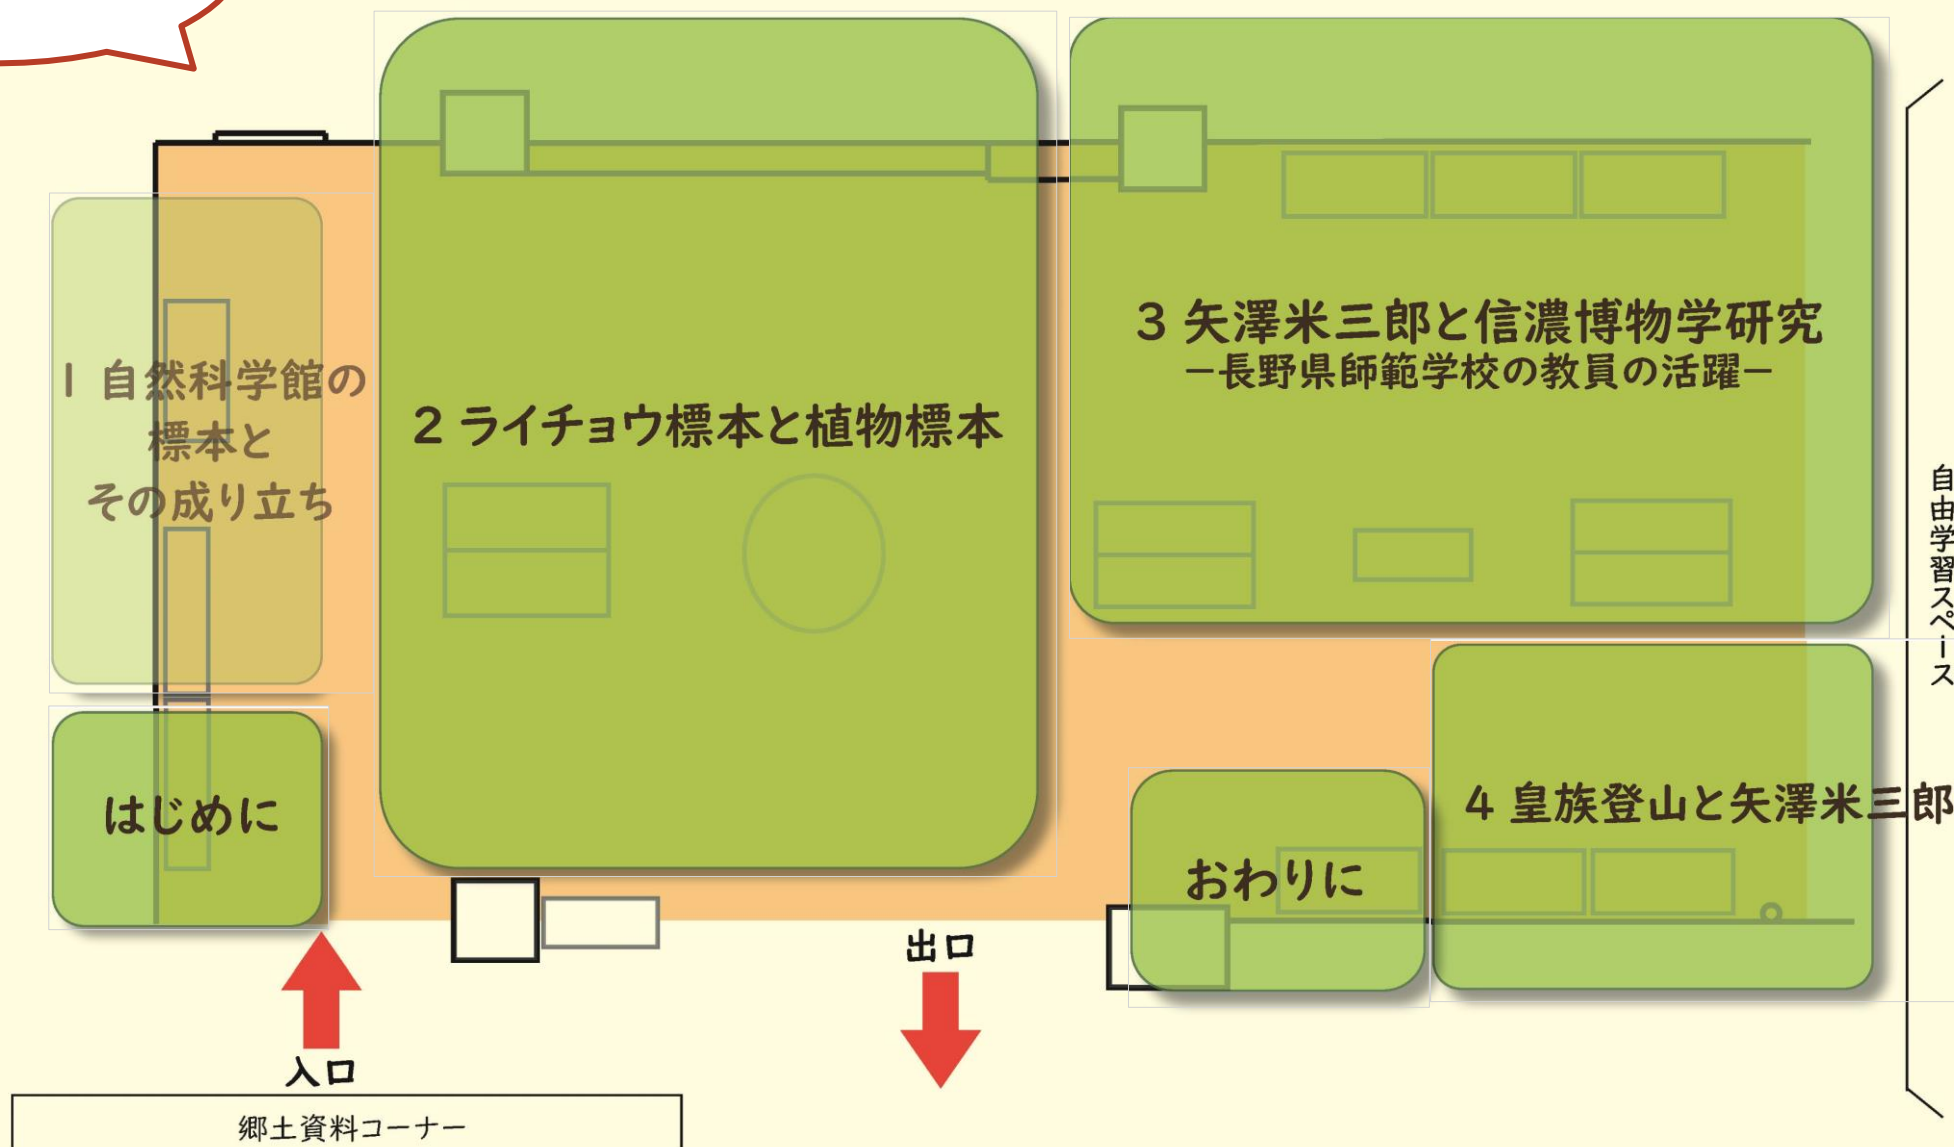 1 自然科学館の
標本と
その成り立ち
2 ライチョウ標本と植物標本
3 矢澤米三郎と信濃博物学研究
－長野県師範学校の教員の活躍－
自由学習スペース
はじめに
4 皇族登山と矢澤米三郎
おわりに
出口
入口
郷土資料コーナー